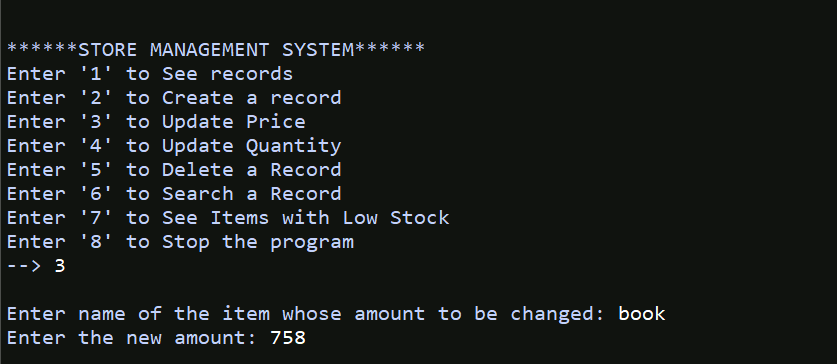 ******STORE MANAGEMENT SYSTEM******
Enter '1' to See records
Enter '2' to Create a record
Enter '3' to Update Price
Enter '4' to Update Quantity
Enter '5' to Delete a Record
Enter '6' to Search a Record
Enter '7' to See Items with Low Stock
Enter '8' to Stop the program
--> 3
Enter name of the item whose amount to be changed: book
Enter the new amount: 758